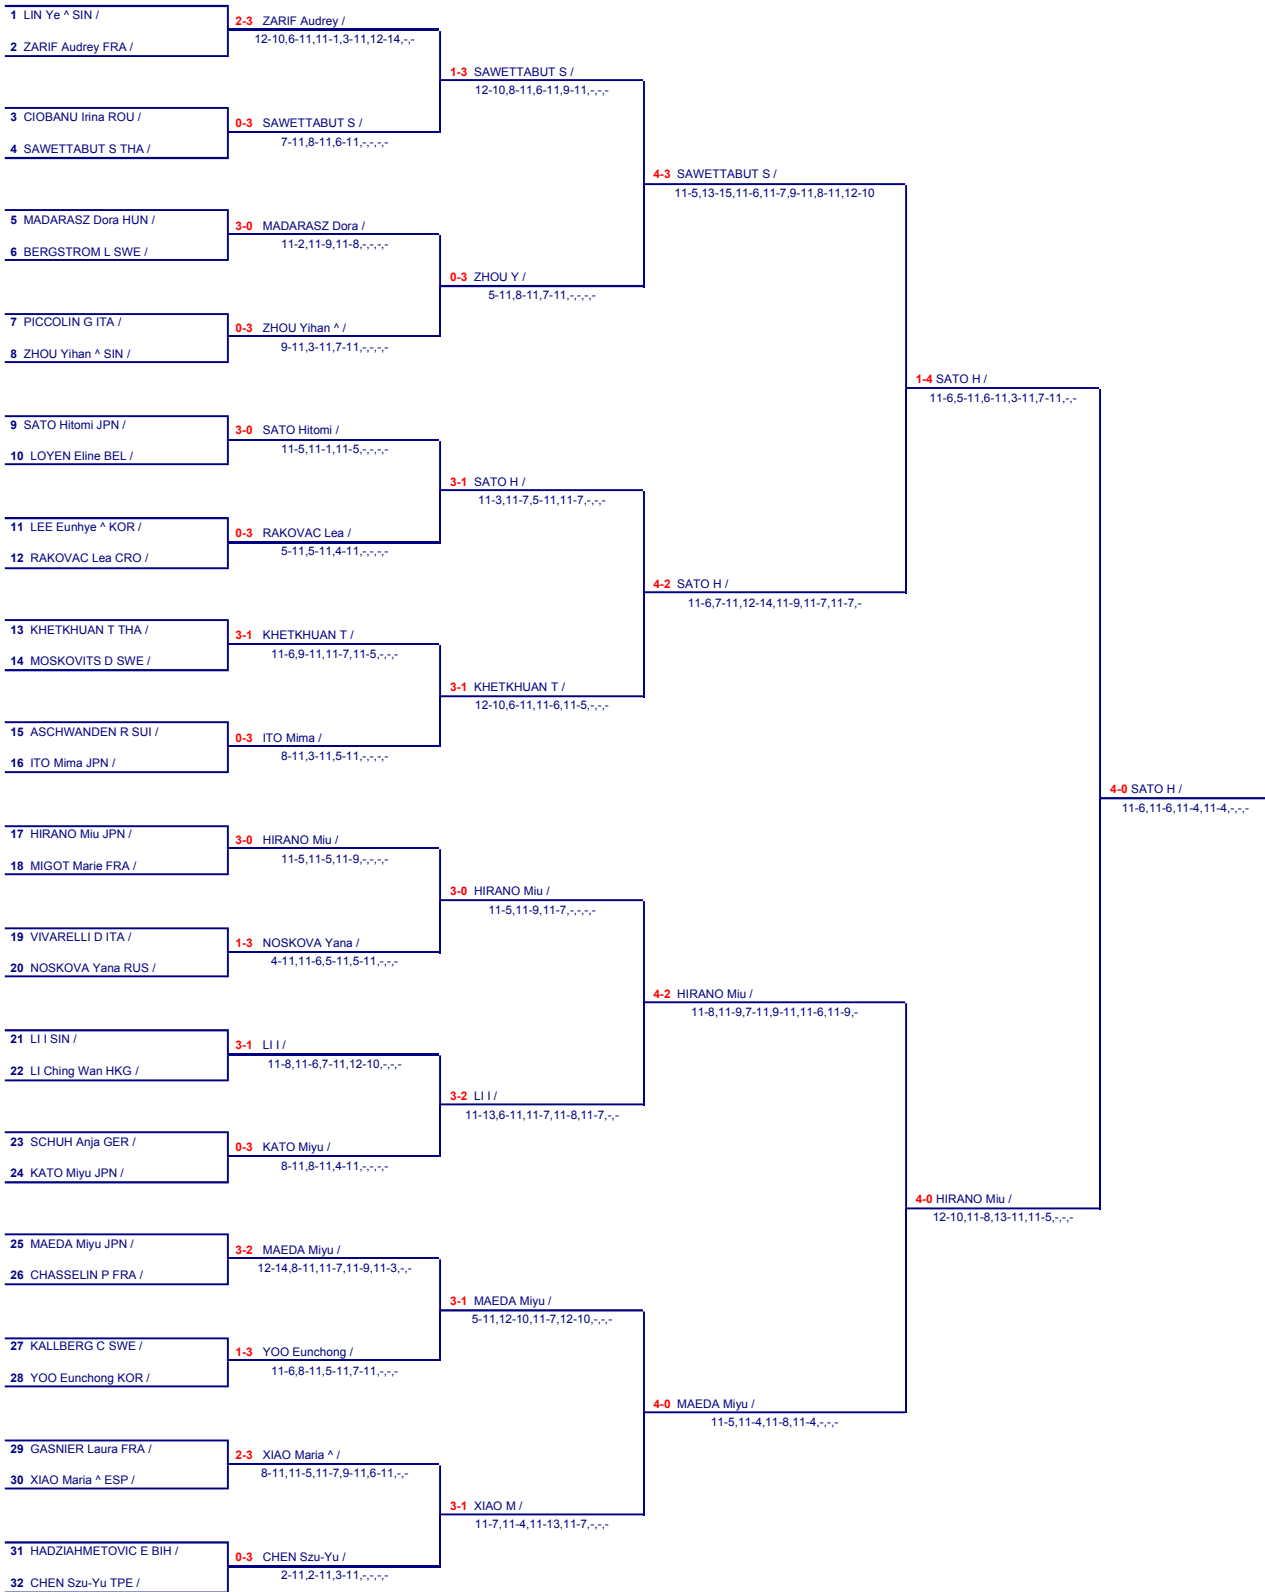 1 LIN Ye ^ SIN /
2-3 ZARIF Audrey /
12-10,6-11,11-1,3-11,12-14,-,-
2 ZARIF Audrey FRA /
1-3 SAWETTABUT S /
12-10,8-11,6-11,9-11,-,-,-
3 CIOBANU Irina ROU /
0-3 SAWETTABUT S /
7-11,8-11,6-11,-,-,-,-
4 SAWETTABUT S THA /
4-3 SAWETTABUT S /
11-5,13-15,11-6,11-7,9-11,8-11,12-10
5 MADARASZ Dora HUN /
3-0 MADARASZ Dora /
11-2,11-9,11-8,-,-,-,-
6 BERGSTROM L SWE /
0-3 ZHOU Y /
5-11,8-11,7-11,-,-,-,-
7 PICCOLIN G ITA /
0-3 ZHOU Yihan ^ /
9-11,3-11,7-11,-,-,-,-
8 ZHOU Yihan ^ SIN /
1-4 SATO H /
11-6,5-11,6-11,3-11,7-11,-,-
9 SATO Hitomi JPN /
3-0 SATO Hitomi /
11-5,11-1,11-5,-,-,-,-
10 LOYEN Eline BEL /
3-1 SATO H /
11-3,11-7,5-11,11-7,-,-,-
11 LEE Eunhye ^ KOR /
0-3 RAKOVAC Lea /
5-11,5-11,4-11,-,-,-,-
12 RAKOVAC Lea CRO /
4-2 SATO H /
11-6,7-11,12-14,11-9,11-7,11-7,-
13 KHETKHUAN T THA /
3-1 KHETKHUAN T /
11-6,9-11,11-7,11-5,-,-,-
14 MOSKOVITS D SWE /
3-1 KHETKHUAN T /
12-10,6-11,11-6,11-5,-,-,-
15 ASCHWANDEN R SUI /
0-3 ITO Mima /
8-11,3-11,5-11,-,-,-,-
16 ITO Mima JPN /
4-0 SATO H /
11-6,11-6,11-4,11-4,-,-,-
17 HIRANO Miu JPN /
3-0 HIRANO Miu /
11-5,11-5,11-9,-,-,-,-
18 MIGOT Marie FRA /
3-0 HIRANO Miu /
11-5,11-9,11-7,-,-,-,-
19 VIVARELLI D ITA /
1-3 NOSKOVA Yana /
4-11,11-6,5-11,5-11,-,-,-
20 NOSKOVA Yana RUS /
4-2 HIRANO Miu /
11-8,11-9,7-11,9-11,11-6,11-9,-
21 LI I SIN /
3-1 LI I /
11-8,11-6,7-11,12-10,-,-,-
22 LI Ching Wan HKG /
3-2 LI I /
11-13,6-11,11-7,11-8,11-7,-,-
23 SCHUH Anja GER /
0-3 KATO Miyu /
8-11,8-11,4-11,-,-,-,-
24 KATO Miyu JPN /
4-0 HIRANO Miu /
12-10,11-8,13-11,11-5,-,-,-
25 MAEDA Miyu JPN /
3-2 MAEDA Miyu /
12-14,8-11,11-7,11-9,11-3,-,-
26 CHASSELIN P FRA /
3-1 MAEDA Miyu /
5-11,12-10,11-7,12-10,-,-,-
27 KALLBERG C SWE /
1-3 YOO Eunchong /
11-6,8-11,5-11,7-11,-,-,-
28 YOO Eunchong KOR /
4-0 MAEDA Miyu /
11-5,11-4,11-8,11-4,-,-,-
29 GASNIER Laura FRA /
2-3 XIAO Maria ^ /
8-11,11-5,11-7,9-11,6-11,-,-
30 XIAO Maria ^ ESP /
3-1 XIAO M /
11-7,11-4,11-13,11-7,-,-,-
31 HADZIAHMETOVIC E BIH /
0-3 CHEN Szu-Yu /
2-11,2-11,3-11,-,-,-,-
32 CHEN Szu-Yu TPE /